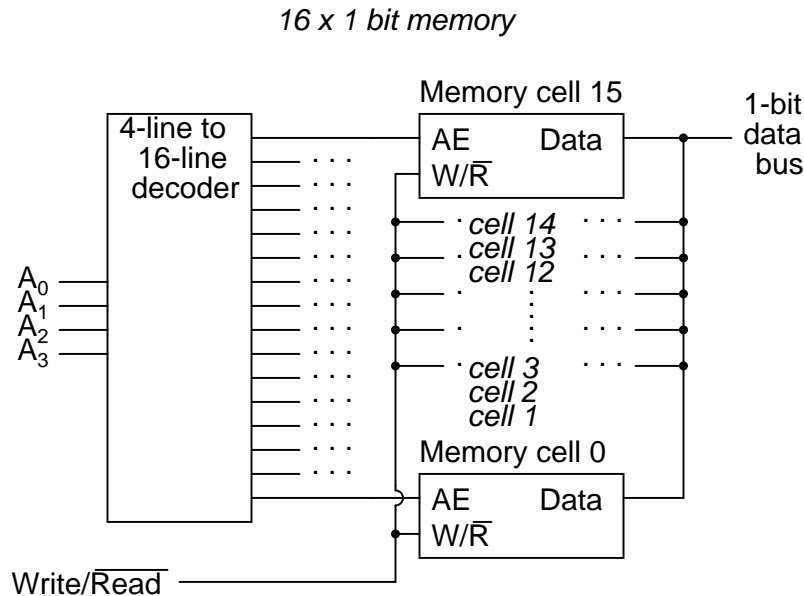 16 x 1 bit memory
Memory cell 15
1-bit
data
bus
4-line to
16-line
decoder
AE Data
W/R̅
cell 14
cell 13
cell 12
A₀
A₁
A₂
A₃
cell 3
cell 2
cell 1
Memory cell 0
AE Data
W/R̅
Write/R̅e̅a̅d̅